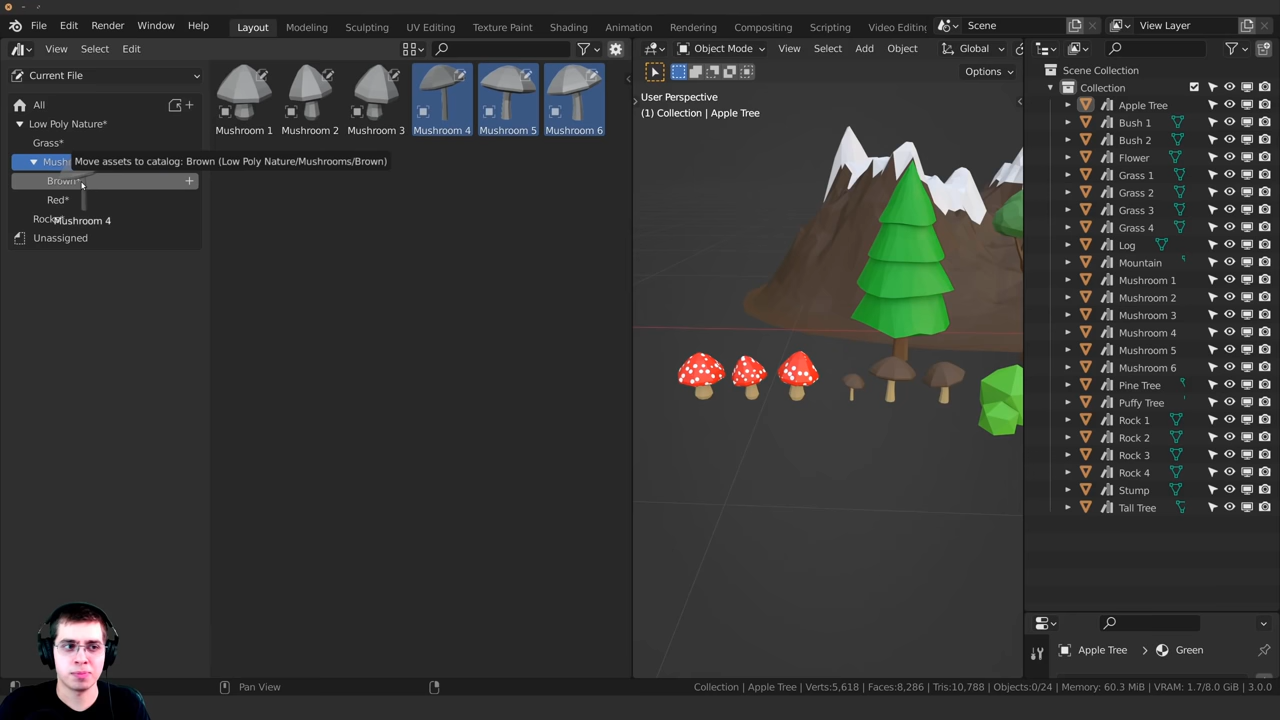 File Edit Render Window Help Layout Modeling Sculpting UV Editing Texture Paint Shading Animation Rendering Compositing Scripting Video Editing Scene View Layer
View Select Edit Object Mode View Select Add Object Global
Current File Options
All
Low Poly Nature*
Grass*
Mush
Move assets to catalog: Brown (Low Poly Nature/Mushrooms/Brown)
Brown*
Red*
Rock
Mushroom 4
Unassigned
Mushroom 1 Mushroom 2 Mushroom 3 Mushroom 4 Mushroom 5 Mushroom 6
User Perspective
(1) Collection | Apple Tree
Scene Collection
Collection
Apple Tree
Bush 1
Bush 2
Flower
Grass 1
Grass 2
Grass 3
Grass 4
Log
Mountain
Mushroom 1
Mushroom 2
Mushroom 3
Mushroom 4
Mushroom 5
Mushroom 6
Pine Tree
Puffy Tree
Rock 1
Rock 2
Rock 3
Rock 4
Stump
Tall Tree
Apple Tree > Green
Pan View
Collection | Apple Tree | Verts:5,618 | Faces:8,286 | Tris:10,788 | Objects:0/24 | Memory: 60.3 MiB | VRAM: 1.7/8.0 GiB | 3.0.0